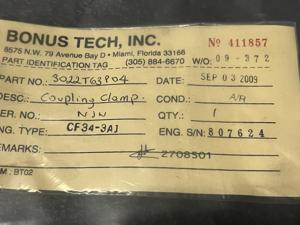 BONUS TECH, INC. Nº 411857
8575 N.W. 79 Avenue Bay D • Miami, Florida 33166
PART IDENTIFICATION TAG (305) 884-6670 W/O: 09-372
PART NO.: 3022T63P04 DATE: SEP 03 2009
DESC.: Coupling Clamp. COND.: A/R
SER. NO.: N/N QTY.: 1
ENG. TYPE: CF34-3A1 ENG. S/N: 807624
REMARKS: 2708501
M.: BT02